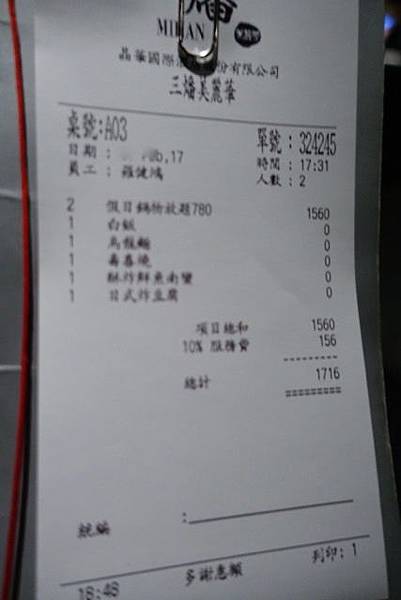 MI AN
晶華國際 份有限公司
三燔美麗華
桌號:A03 單號:324245
日期: 17 時間:17:31
員工:羅健鴻 人數:2
2 假日鍋物放題780 1560
1 白飯 0
1 烏龍麵 0
1 壽喜燒 0
1 酥炸鮮魚南蠻 0
1 日式炸豆腐 0
項目總和 1560
10% 服務費 156
總計 1716
統編 :
多謝惠顧 列印:1
18:48